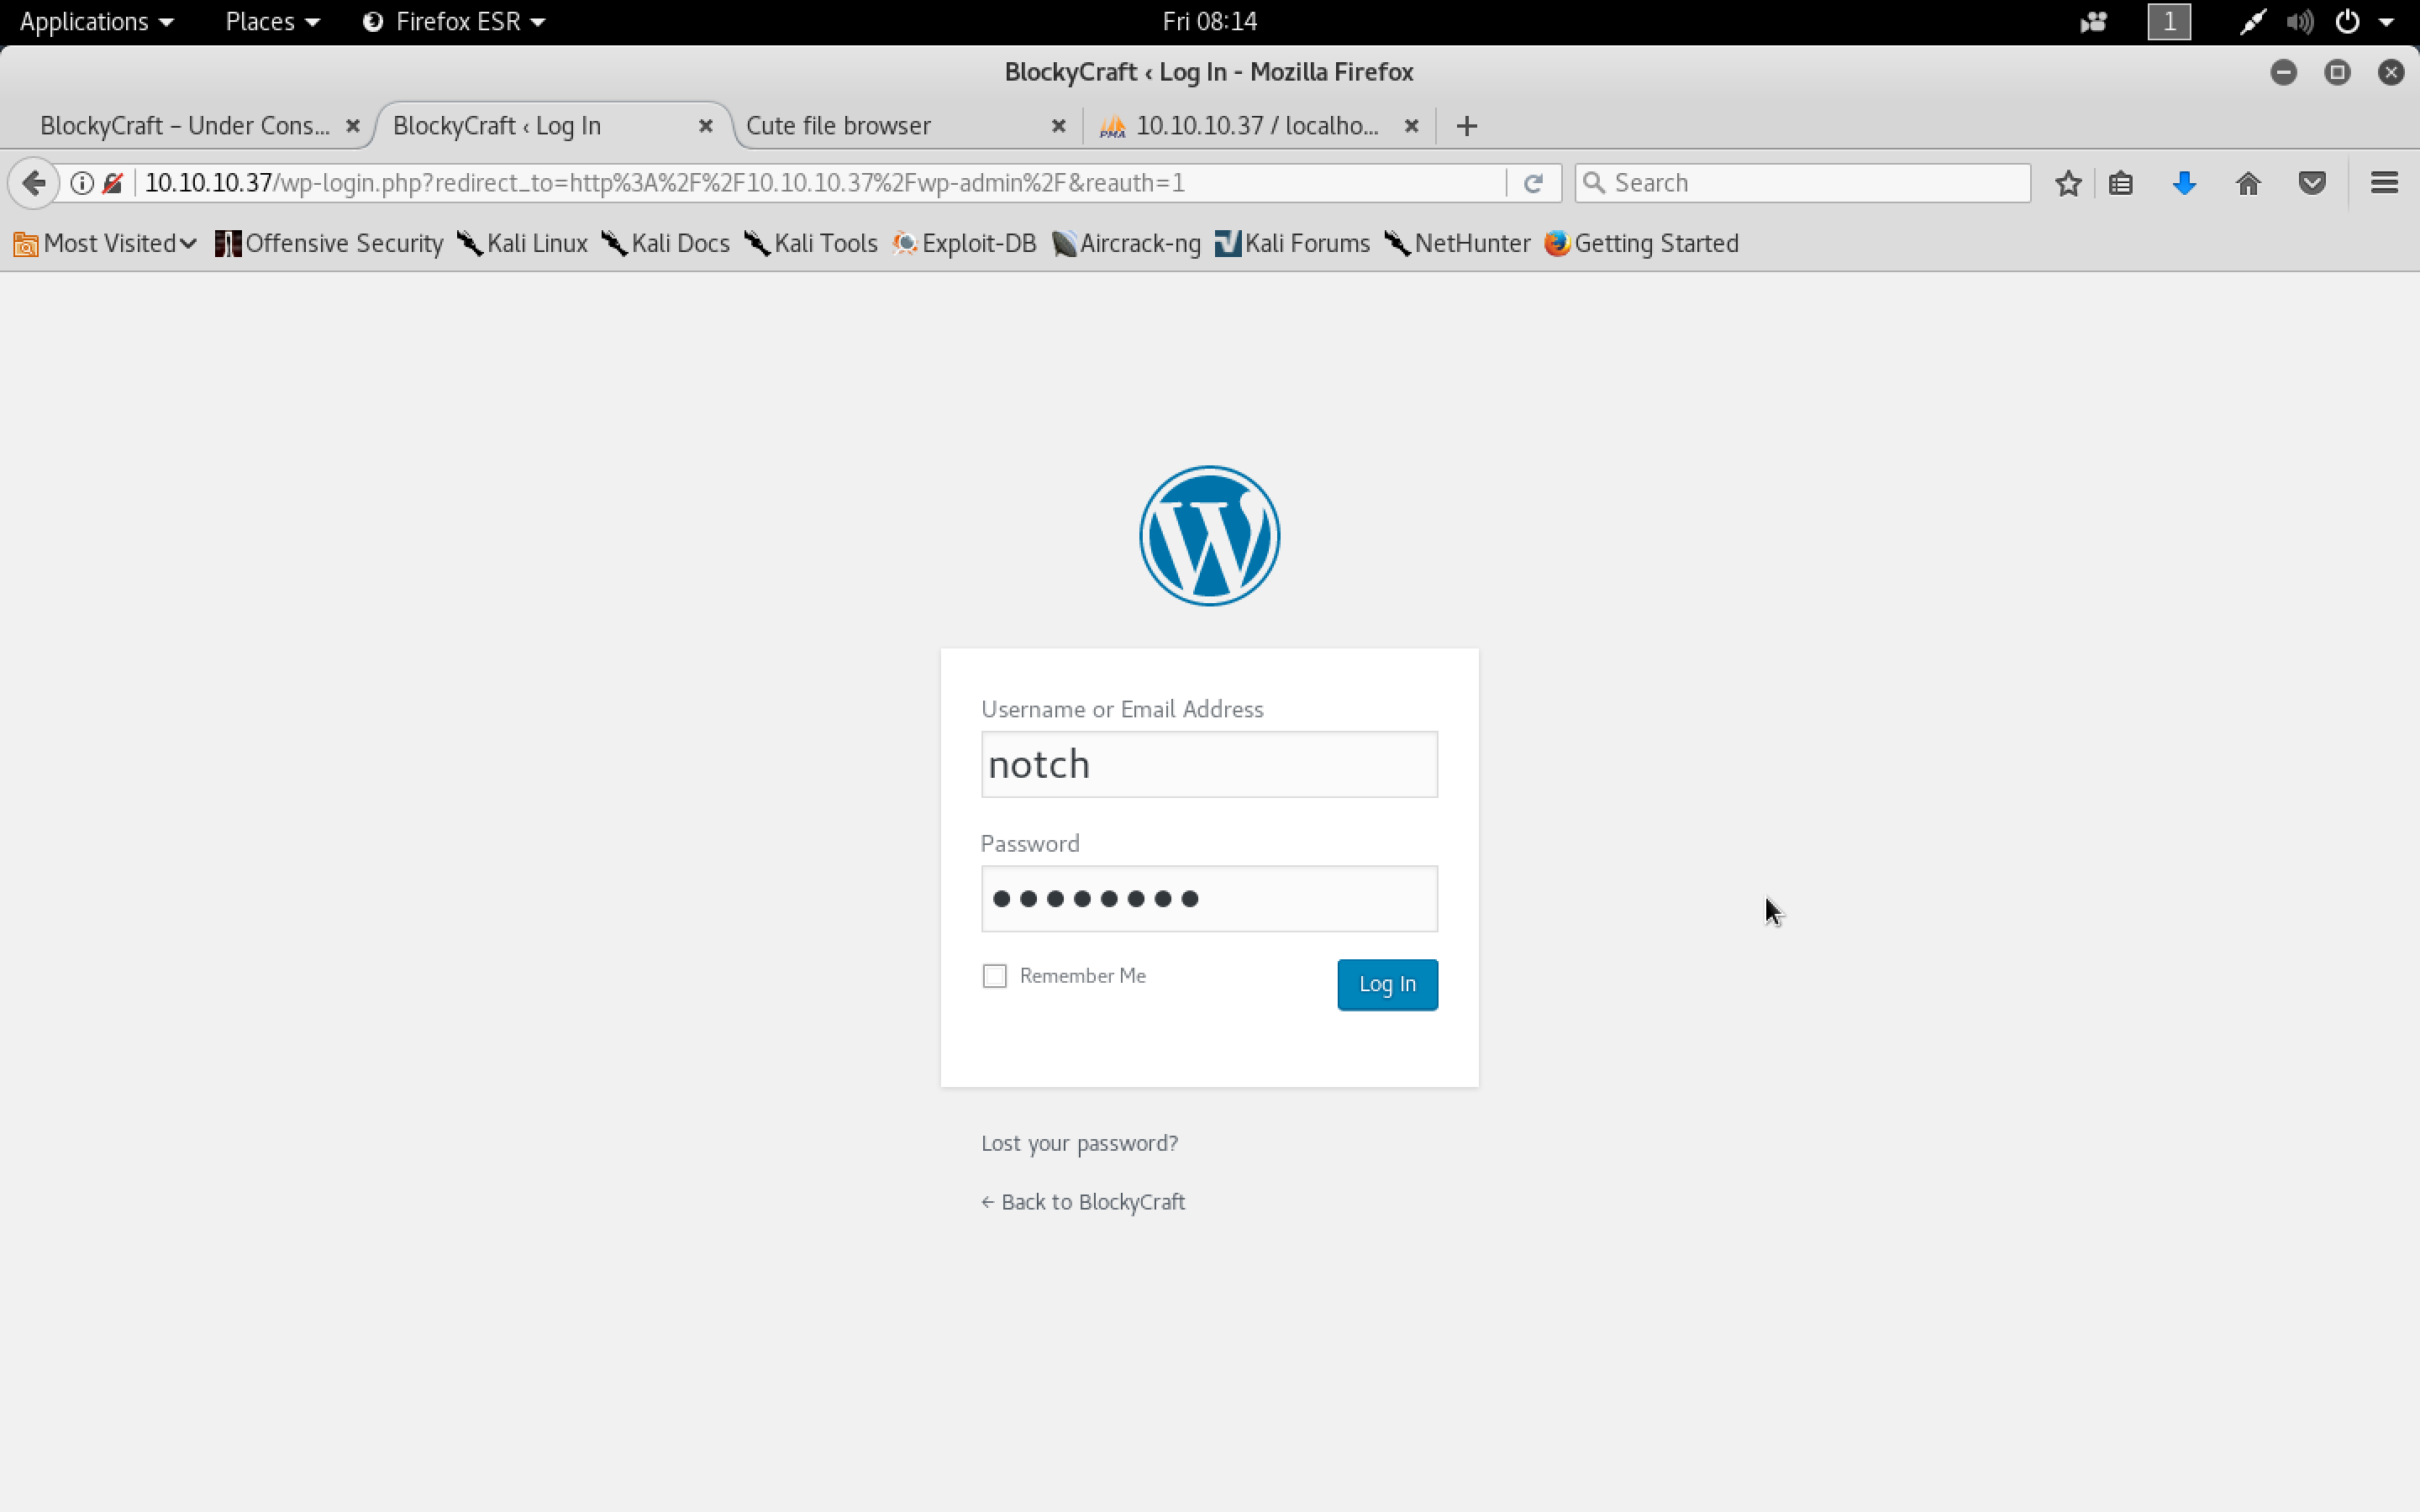 Applications Places Firefox ESR Fri 08:14 1
BlockyCraft ‹ Log In - Mozilla Firefox
BlockyCraft – Under Cons... BlockyCraft ‹ Log In Cute file browser PMA 10.10.10.37 / localho...
10.10.10.37/wp-login.php?redirect_to=http%3A%2F%2F10.10.10.37%2Fwp-admin%2F&reauth=1 Search
Most Visited Offensive Security Kali Linux Kali Docs Kali Tools Exploit-DB Aircrack-ng Kali Forums NetHunter Getting Started
Username or Email Address
notch
Password
Remember Me Log In
Lost your password?
← Back to BlockyCraft